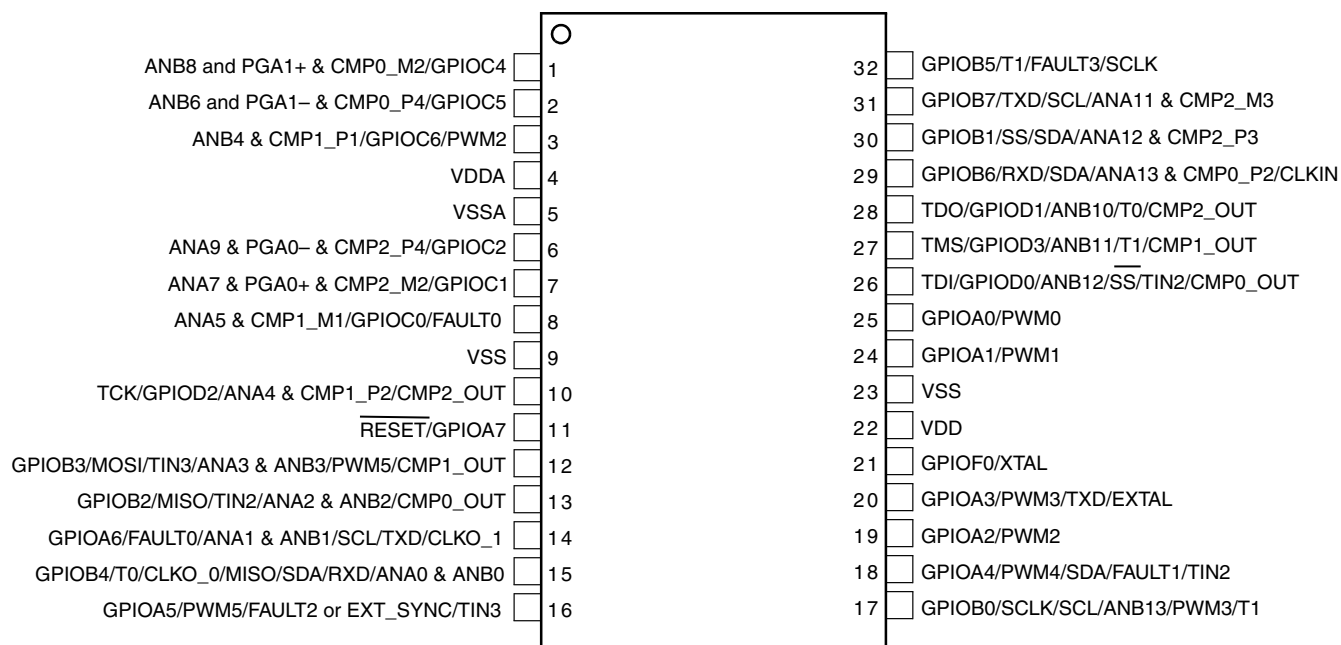 ANB8 and PGA1+ & CMP0_M2/GPIOC4 1
ANB6 and PGA1– & CMP0_P4/GPIOC5 2
ANB4 & CMP1_P1/GPIOC6/PWM2 3
VDDA 4
VSSA 5
ANA9 & PGA0– & CMP2_P4/GPIOC2 6
ANA7 & PGA0+ & CMP2_M2/GPIOC1 7
ANA5 & CMP1_M1/GPIOC0/FAULT0 8
VSS 9
TCK/GPIOD2/ANA4 & CMP1_P2/CMP2_OUT 10
RESET/GPIOA7 11
GPIOB3/MOSI/TIN3/ANA3 & ANB3/PWM5/CMP1_OUT 12
GPIOB2/MISO/TIN2/ANA2 & ANB2/CMP0_OUT 13
GPIOA6/FAULT0/ANA1 & ANB1/SCL/TXD/CLKO_1 14
GPIOB4/T0/CLKO_0/MISO/SDA/RXD/ANA0 & ANB0 15
GPIOA5/PWM5/FAULT2 or EXT_SYNC/TIN3 16
32 GPIOB5/T1/FAULT3/SCLK
31 GPIOB7/TXD/SCL/ANA11 & CMP2_M3
30 GPIOB1/SS/SDA/ANA12 & CMP2_P3
29 GPIOB6/RXD/SDA/ANA13 & CMP0_P2/CLKIN
28 TDO/GPIOD1/ANB10/T0/CMP2_OUT
27 TMS/GPIOD3/ANB11/T1/CMP1_OUT
26 TDI/GPIOD0/ANB12/SS/TIN2/CMP0_OUT
25 GPIOA0/PWM0
24 GPIOA1/PWM1
23 VSS
22 VDD
21 GPIOF0/XTAL
20 GPIOA3/PWM3/TXD/EXTAL
19 GPIOA2/PWM2
18 GPIOA4/PWM4/SDA/FAULT1/TIN2
17 GPIOB0/SCLK/SCL/ANB13/PWM3/T1